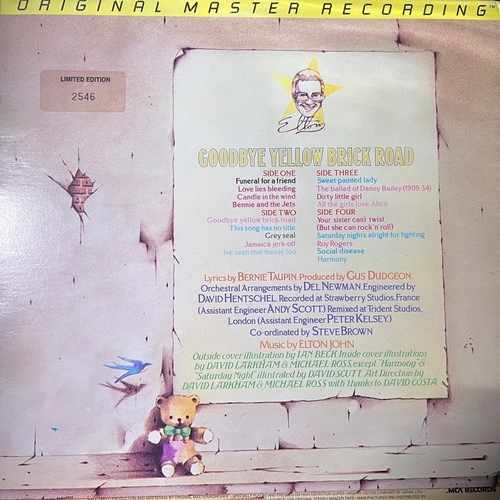 ORIGINAL MASTER RECORDING™
LIMITED EDITION
2546
Elton
GOODBYE YELLOW BRICK ROAD
SIDE ONE
Funeral for a friend
Love lies bleeding
Candle in the wind
Bennie and the Jets
SIDE TWO
Goodbye yellow brick road
This song has no title
Grey seal
Jamaica jerk-off
I've seen that movie too
SIDE THREE
Sweet painted lady
The ballad of Danny Bailey (1909-34)
Dirty little girl
All the girls love Alice
SIDE FOUR
Your sister can't twist
(But she can rock 'n' roll)
Saturday night's alright for fighting
Roy Rogers
Social disease
Harmony
Lyrics by BERNIE TAUPIN. Produced by GUS DUDGEON.
Orchestral Arrangements by DEL NEWMAN. Engineered by
DAVID HENTSCHEL. Recorded at Strawberry Studios, France
(Assistant Engineer ANDY SCOTT) Remixed at Trident Studios,
London (Assistant Engineer PETER KELSEY)
Co-ordinated by STEVE BROWN
Music by ELTON JOHN
Outside cover illustration by IAN BECK Inside cover illustrations
by DAVID LARKHAM & MICHAEL ROSS except "Harmony" &
"Saturday Night" illustrated by DAVID SCUTT. Art Direction by
DAVID LARKHAM & MICHAEL ROSS with thanks to DAVID COSTA
MCA RECORDS